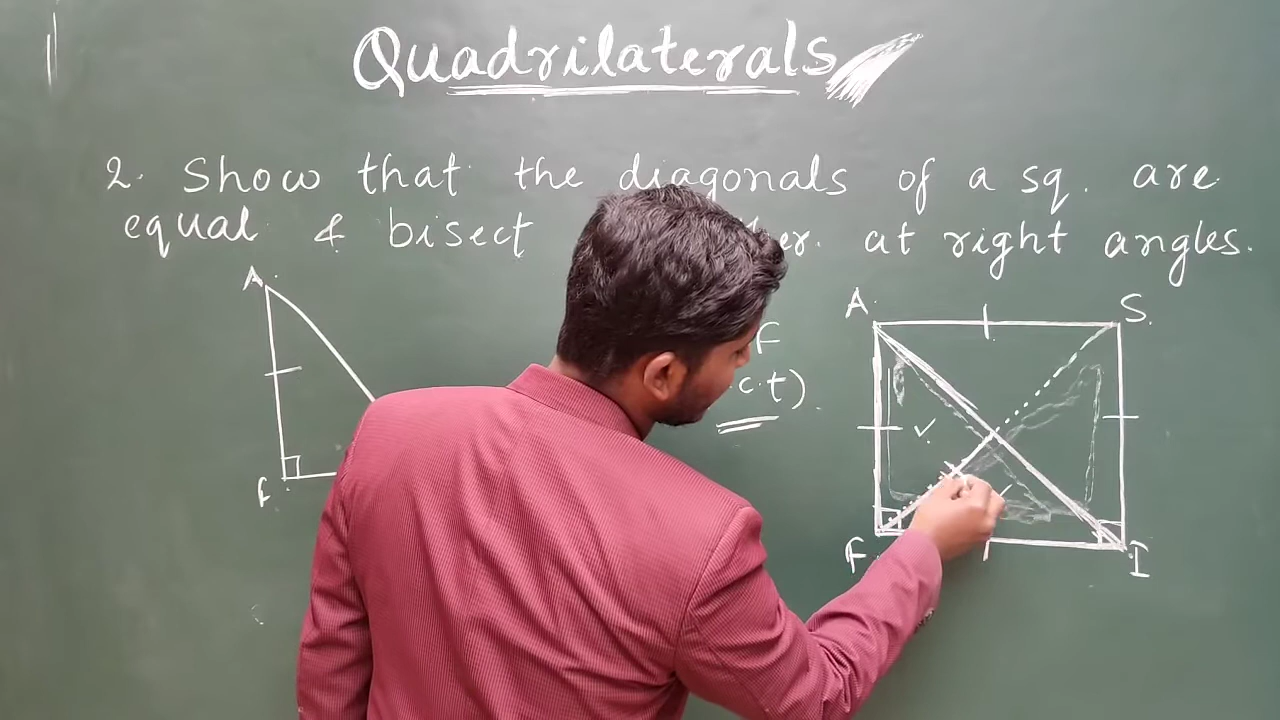 Quadrilaterals
2. Show that the diagonals of a sq. are
equal & bisect at right angles.
A
F
F
c.t).
A
S
F
I